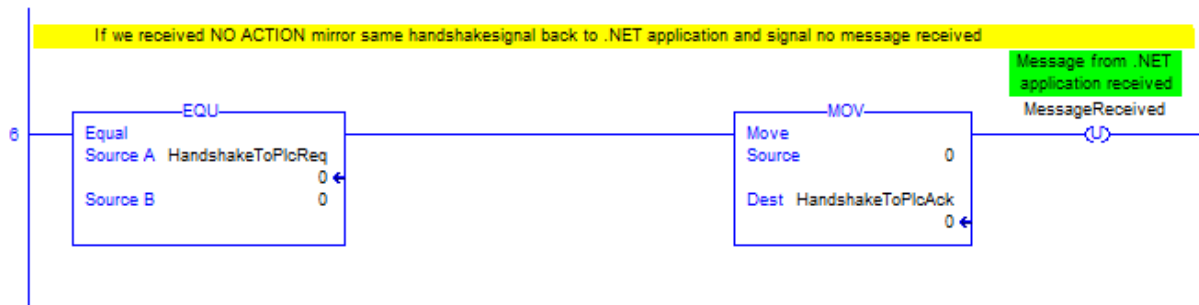 If we received NO ACTION mirror same handshakesignal back to .NET application and signal no message received
Message from .NET
application received
MessageReceived
6
EQU
Equal
Source A HandshakeToPlcReq
0
Source B 0
MOV
Move
Source 0
Dest HandshakeToPlcAck
0
U